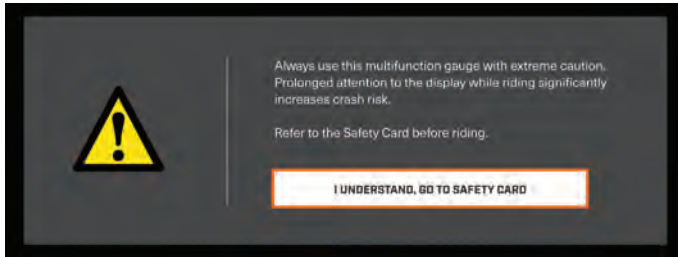 Always use this multifunction gauge with extreme caution.
Prolonged attention to the display while riding significantly
increases crash risk.
Refer to the Safety Card before riding.
I UNDERSTAND, GO TO SAFETY CARD